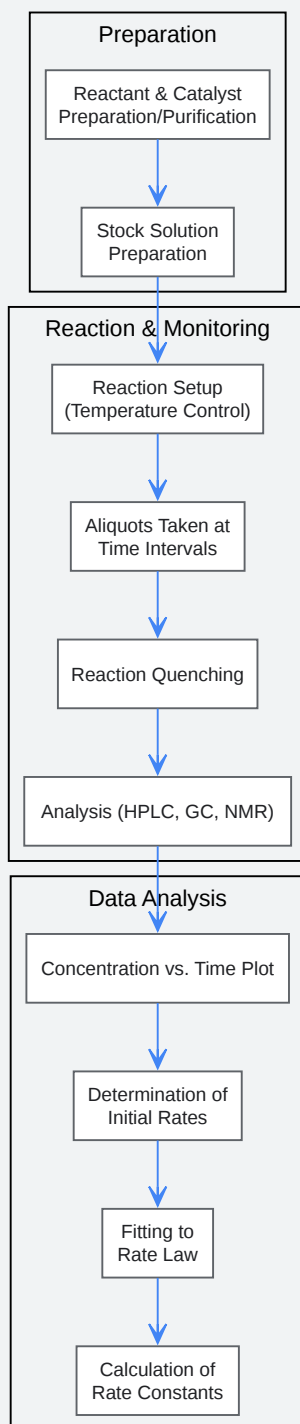 Preparation
Reactant & Catalyst
Preparation/Purification
Stock Solution
Preparation
Reaction & Monitoring
Reaction Setup
(Temperature Control)
Aliquots Taken at
Time Intervals
Reaction Quenching
Analysis (HPLC, GC, NMR)
Data Analysis
Concentration vs. Time Plot
Determination of
Initial Rates
Fitting to
Rate Law
Calculation of
Rate Constants